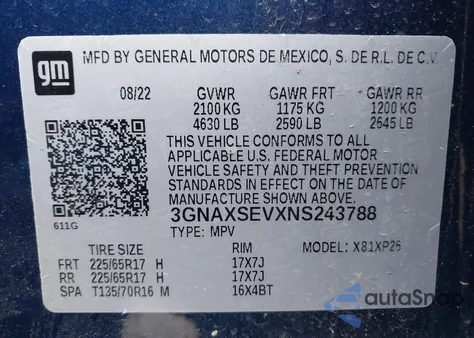 gm
MFD BY GENERAL MOTORS DE MEXICO, S. DE R.L. DE C.V.
08/22 GVWR GAWR FRT GAWR RR
2100 KG 1175 KG 1200 KG
4630 LB 2590 LB 2645 LB
THIS VEHICLE CONFORMS TO ALL
APPLICABLE U.S. FEDERAL MOTOR
VEHICLE SAFETY AND THEFT PREVENTION
STANDARDS IN EFFECT ON THE DATE OF
MANUFACTURE SHOWN ABOVE.
3GNAXSEVXNS243788
611G
TYPE: MPV MODEL: X81XP26
TIRE SIZE RIM
FRT 225/65R17 H 17X7J
RR 225/65R17 H 17X7J
SPA T135/70R16 M 16X4BT
autoSnap